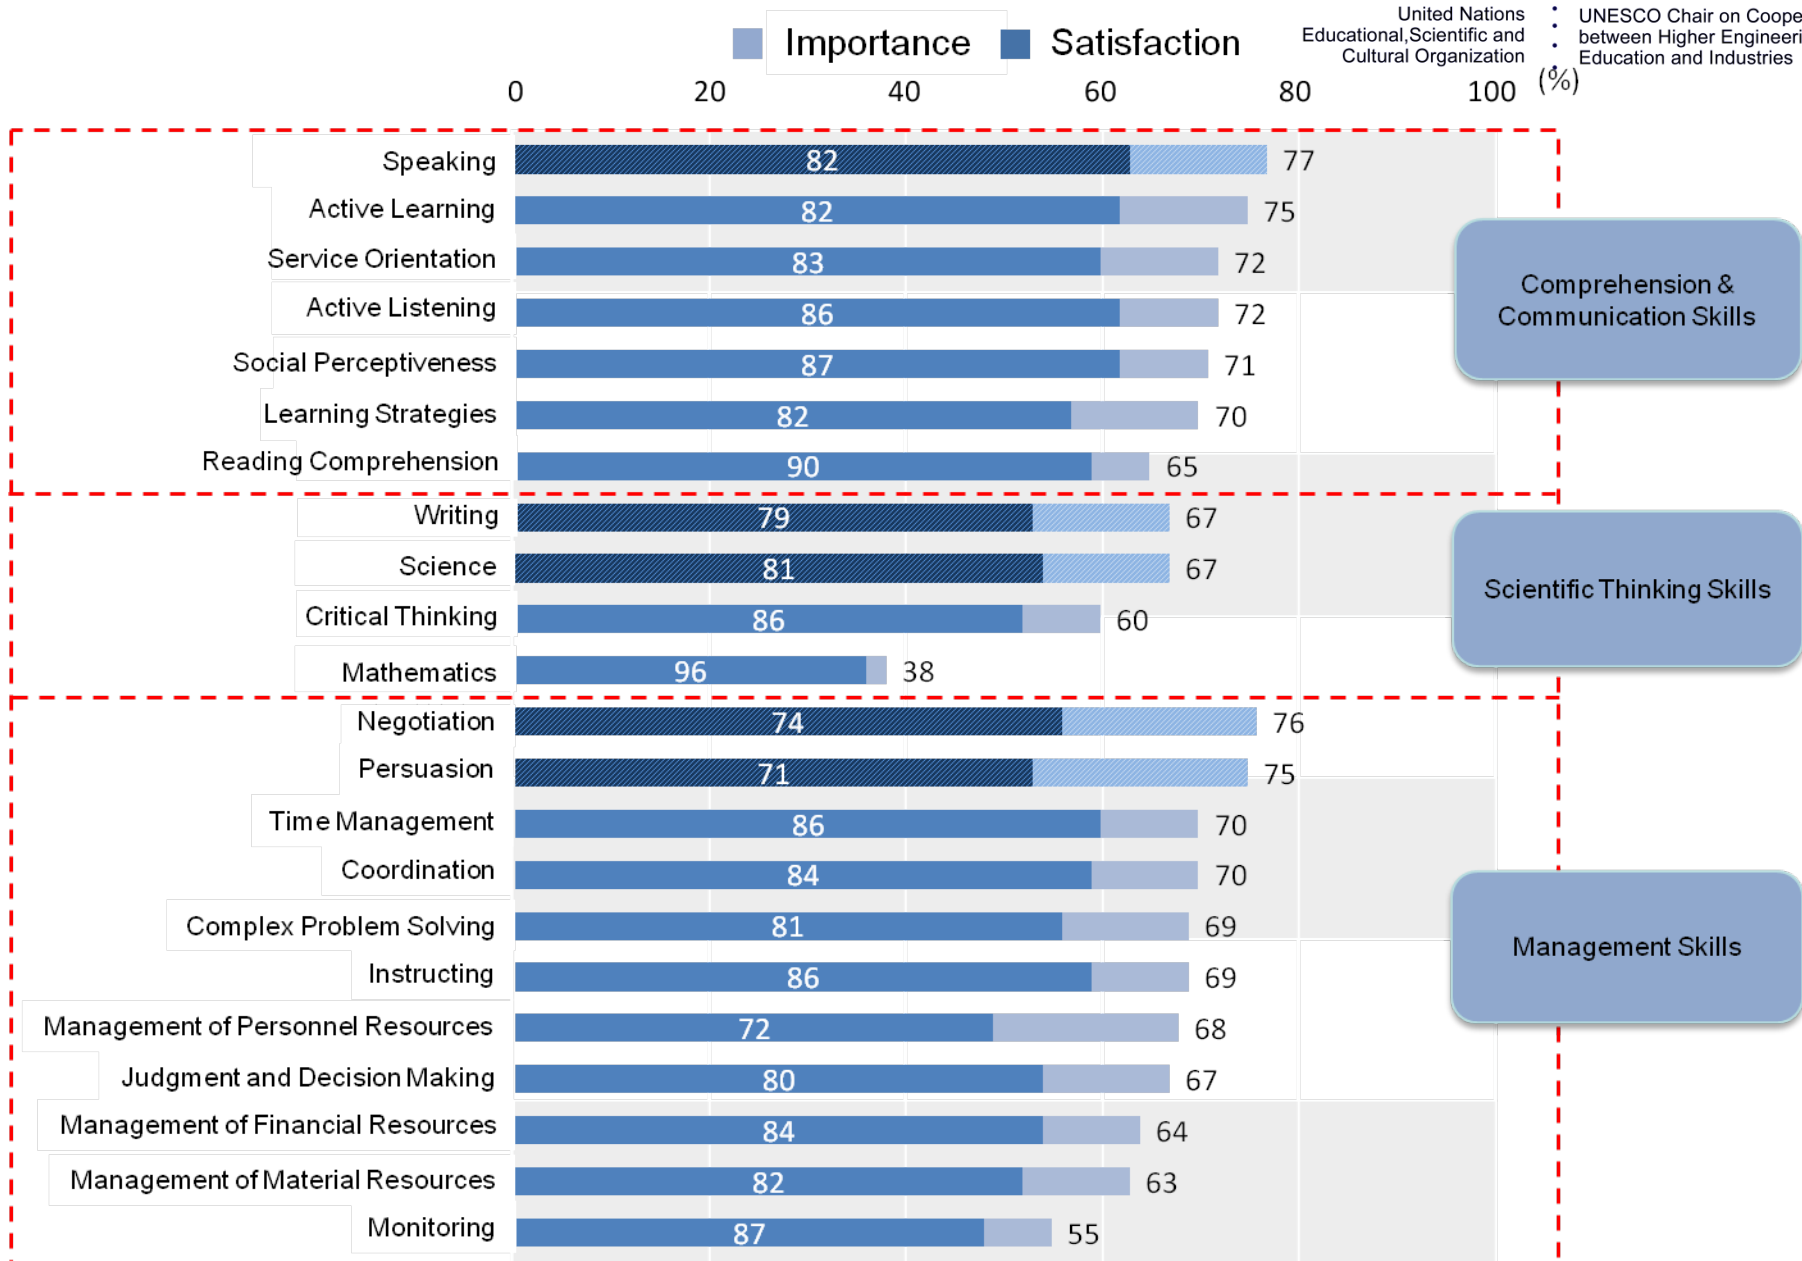 Importance
Satisfaction
United Nations
Educational,Scientific and
Cultural Organization
UNESCO Chair on Coope
between Higher Engineeri
Education and Industries
0 20 40 60 80 100 (%)
Speaking 82 77
Active Learning 82 75
Service Orientation 83 72
Active Listening 86 72
Social Perceptiveness 87 71
Learning Strategies 82 70
Reading Comprehension 90 65
Comprehension &
Communication Skills
Writing 79 67
Science 81 67
Critical Thinking 86 60
Mathematics 96 38
Scientific Thinking Skills
Negotiation 74 76
Persuasion 71 75
Time Management 86 70
Coordination 84 70
Complex Problem Solving 81 69
Instructing 86 69
Management of Personnel Resources 72 68
Judgment and Decision Making 80 67
Management of Financial Resources 84 64
Management of Material Resources 82 63
Monitoring 87 55
Management Skills